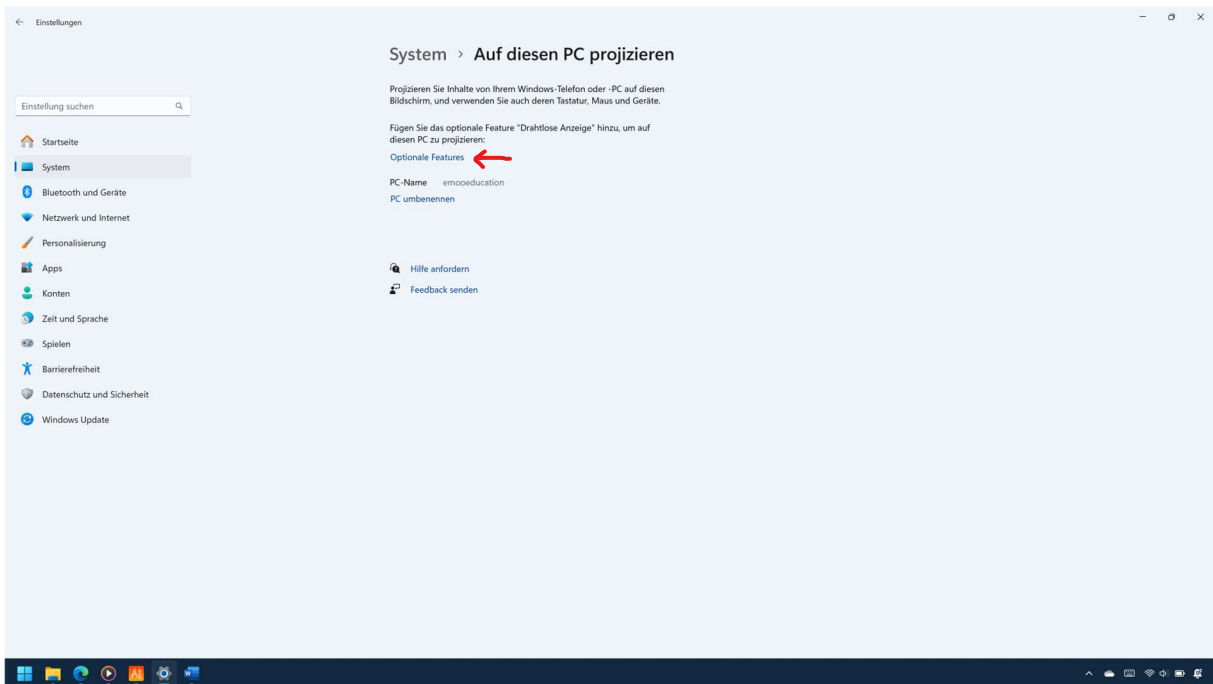 Einstellungen
System > Auf diesen PC projizieren
Projizieren Sie Inhalte von Ihrem Windows-Telefon oder -PC auf diesen
Bildschirm, und verwenden Sie auch deren Tastatur, Maus und Geräte.
Einstellung suchen
Fügen Sie das optionale Feature "Drahtlose Anzeige" hinzu, um auf
diesen PC zu projizieren:
Optionale Features
PC-Name emooeducation
PC umbenennen
Hilfe anfordern
Feedback senden
Startseite
System
Bluetooth und Geräte
Netzwerk und Internet
Personalisierung
Apps
Konten
Zeit und Sprache
Spielen
Barrierefreiheit
Datenschutz und Sicherheit
Windows Update